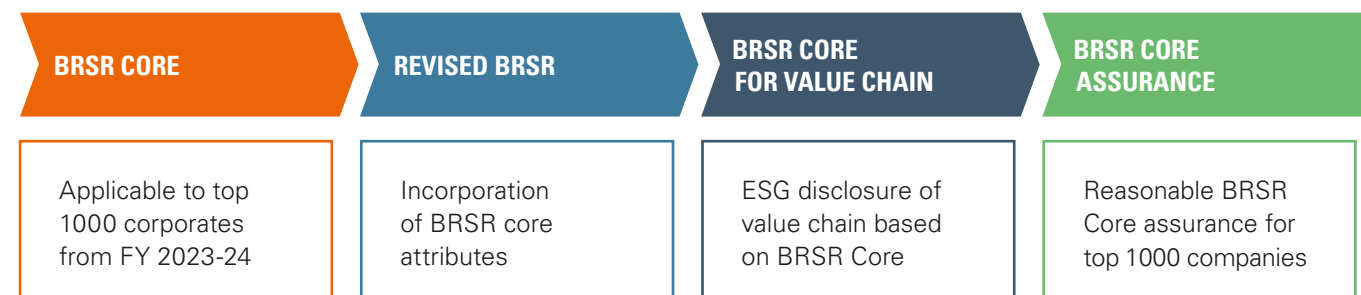 BRSR CORE
REVISED BRSR
BRSR CORE
FOR VALUE CHAIN
BRSR CORE
ASSURANCE
Applicable to top
1000 corporates
from FY 2023-24
Incorporation
of BRSR core
attributes
ESG disclosure of
value chain based
on BRSR Core
Reasonable BRSR
Core assurance for
top 1000 companies